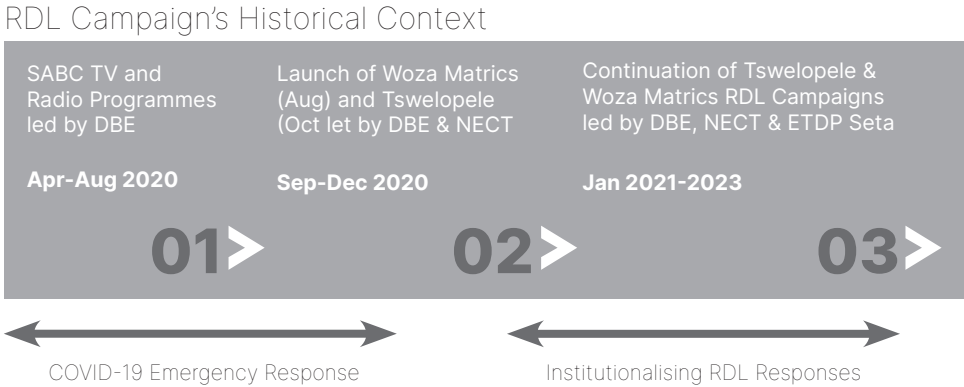 RDL Campaign's Historical Context
SABC TV and
Radio Programmes
led by DBE
Apr-Aug 2020
01
Launch of Woza Matrics
(Aug) and Tswelopele
(Oct let by DBE & NECT
Sep-Dec 2020
02
Continuation of Tswelopele &
Woza Matrics RDL Campaigns
led by DBE, NECT & ETDP Seta
Jan 2021-2023
03
COVID-19 Emergency Response
Institutionalising RDL Responses